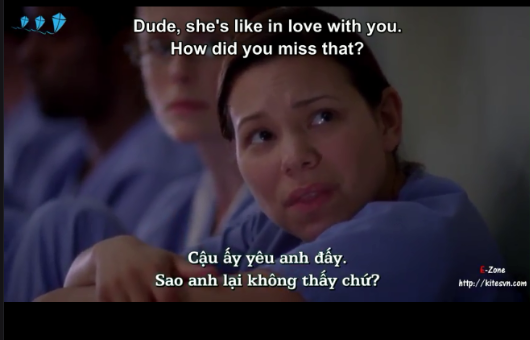 Dude, she's like in love with you.
How did you miss that?
Cậu ấy yêu anh đấy.
Sao anh lại không thấy chứ?
E-Zone
http://kitesvn.com